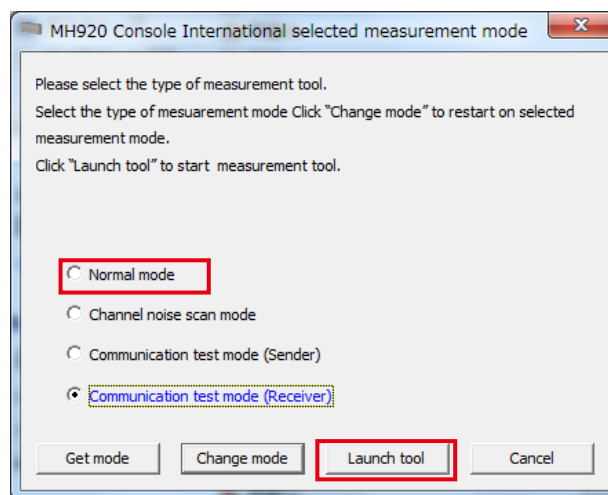 MH920 Console International selected measurement mode
Please select the type of measurement tool.
Select the type of mesuarement mode Click “Change mode” to restart on selected
measurement mode.
Click “Launch tool” to start measurement tool.
Normal mode
Channel noise scan mode
Communication test mode (Sender)
Communication test mode (Receiver)
Get mode Change mode Launch tool Cancel